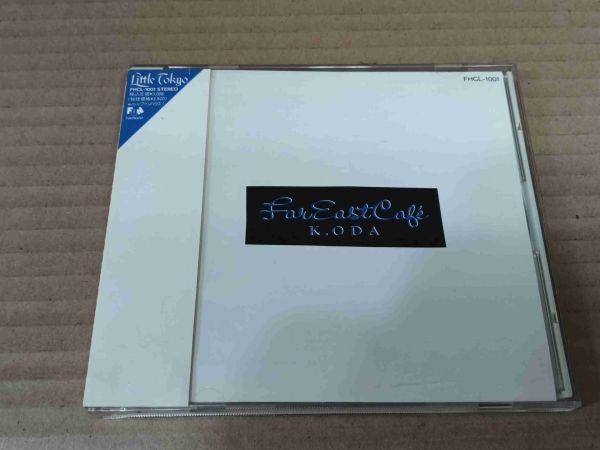 Little Tokyo
FHCL-1001 STEREO
FHCL-1001
Far East Café
K.ODA